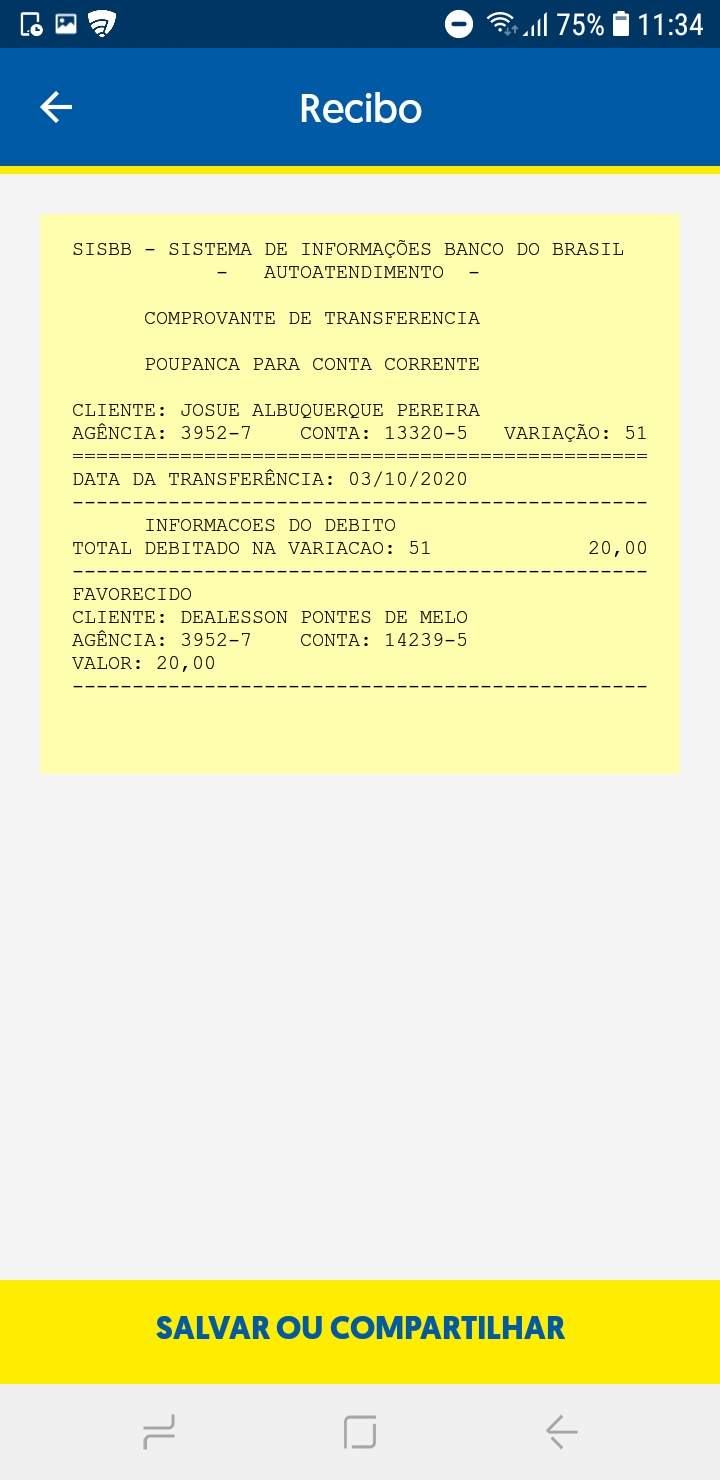 75% 11:34
Recibo
SISBB - SISTEMA DE INFORMAÇÕES BANCO DO BRASIL
- AUTOATENDIMENTO -
COMPROVANTE DE TRANSFERENCIA
POUPANCA PARA CONTA CORRENTE
CLIENTE: JOSUE ALBUQUERQUE PEREIRA
AGÊNCIA: 3952-7 CONTA: 13320-5 VARIAÇÃO: 51
================================================
DATA DA TRANSFERÊNCIA: 03/10/2020
------------------------------------------------
INFORMACOES DO DEBITO
TOTAL DEBITADO NA VARIACAO: 51 20,00
------------------------------------------------
FAVORECIDO
CLIENTE: DEALESSON PONTES DE MELO
AGÊNCIA: 3952-7 CONTA: 14239-5
VALOR: 20,00
------------------------------------------------
SALVAR OU COMPARTILHAR